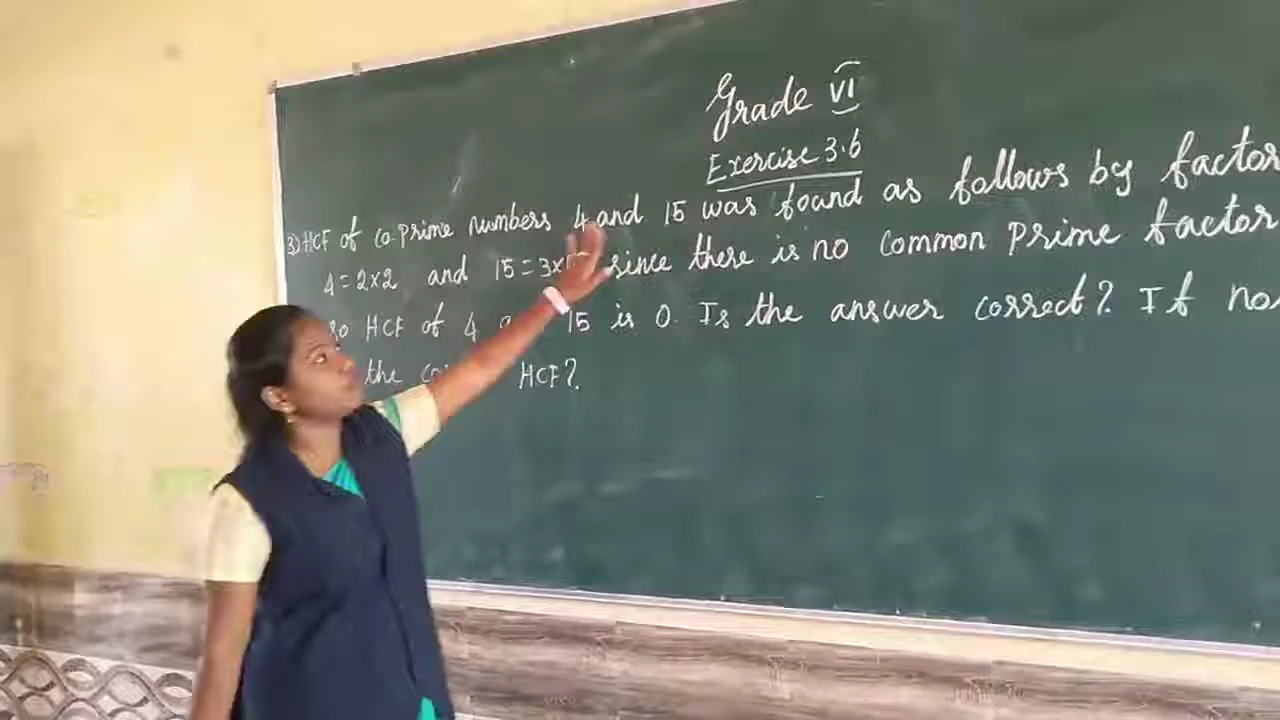 Grade VI
Exercise 3.6
3) HCF of co-prime numbers 4 and 15 was found as follows by factor
4 = 2×2 and 15 = 3× since there is no common prime factor
so HCF of 4 15 is 0. Is the answer correct? If no
the HCF?